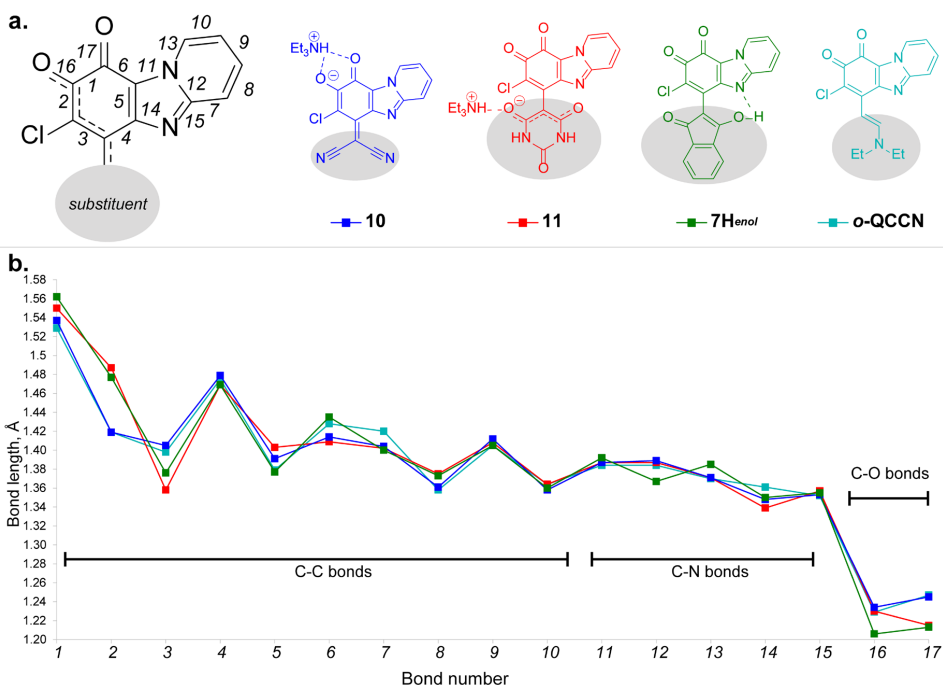 a.
O
O
17
16
1
2
3
4
5
6
11
13
10
9
8
7
12
14
15
N
N
Cl
substituent
Et₃NH
⊕
O
⊖
O
N
N
Cl
N
N
10
O
O
N
N
Cl
Et₃NH
⊕
O
⊖
O
HN
NH
O
11
O
O
N
N
Cl
O
O
H
7Henol
O
O
N
N
Cl
N
Et
Et
o-QCCN
b.
Bond length, Å
1.58
1.56
1.54
1.52
1.5
1.48
1.46
1.44
1.42
1.40
1.38
1.36
1.34
1.32
1.30
1.28
1.26
1.24
1.22
1.20
C-C bonds
C-N bonds
C-O bonds
1 2 3 4 5 6 7 8 9 10 11 12 13 14 15 16 17
Bond number